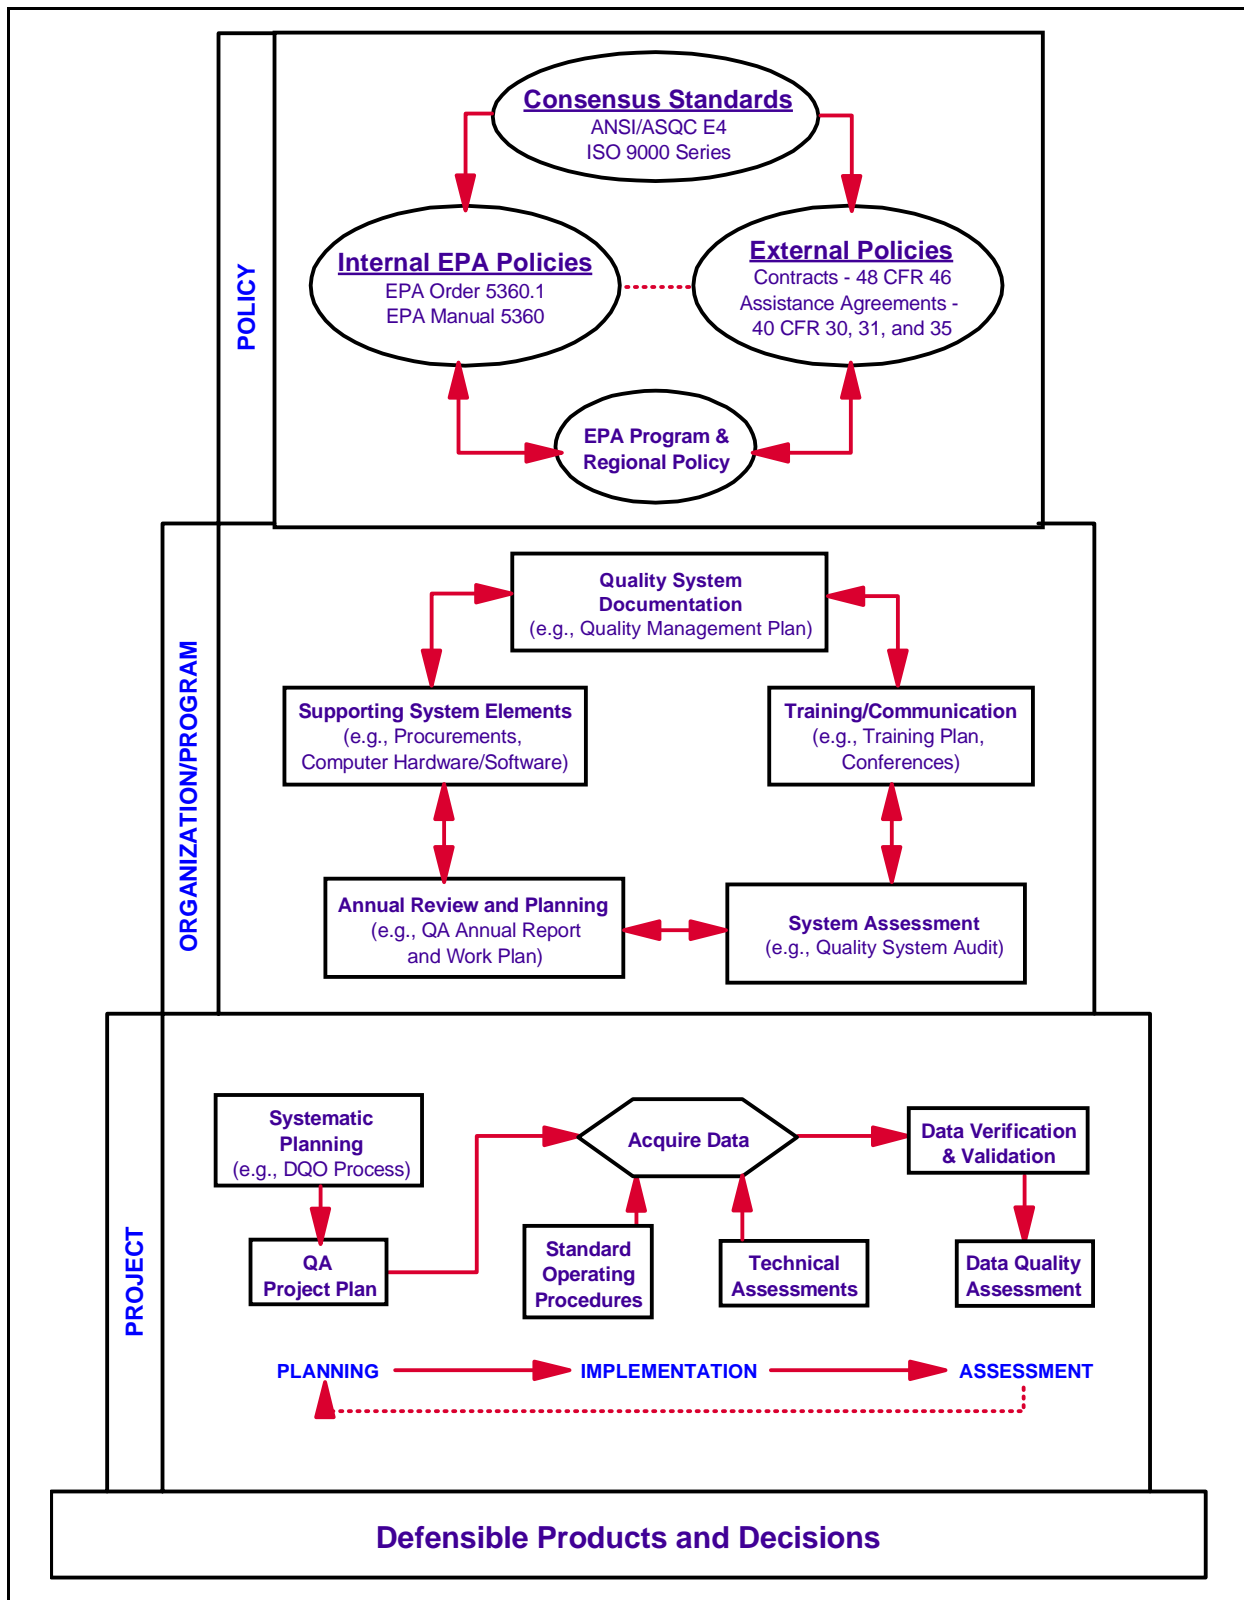 POLICY
Consensus Standards
ANSI/ASQC E4
ISO 9000 Series
Internal EPA Policies
EPA Order 5360.1
EPA Manual 5360
External Policies
Contracts - 48 CFR 46
Assistance Agreements -
40 CFR 30, 31, and 35
EPA Program &
Regional Policy
ORGANIZATION/PROGRAM
Quality System
Documentation
(e.g., Quality Management Plan)
Supporting System Elements
(e.g., Procurements,
Computer Hardware/Software)
Training/Communication
(e.g., Training Plan,
Conferences)
Annual Review and Planning
(e.g., QA Annual Report
and Work Plan)
System Assessment
(e.g., Quality System Audit)
PROJECT
Systematic
Planning
(e.g., DQO Process)
QA
Project Plan
Acquire Data
Standard
Operating
Procedures
Technical
Assessments
Data Verification
& Validation
Data Quality
Assessment
PLANNING
IMPLEMENTATION
ASSESSMENT
Defensible Products and Decisions